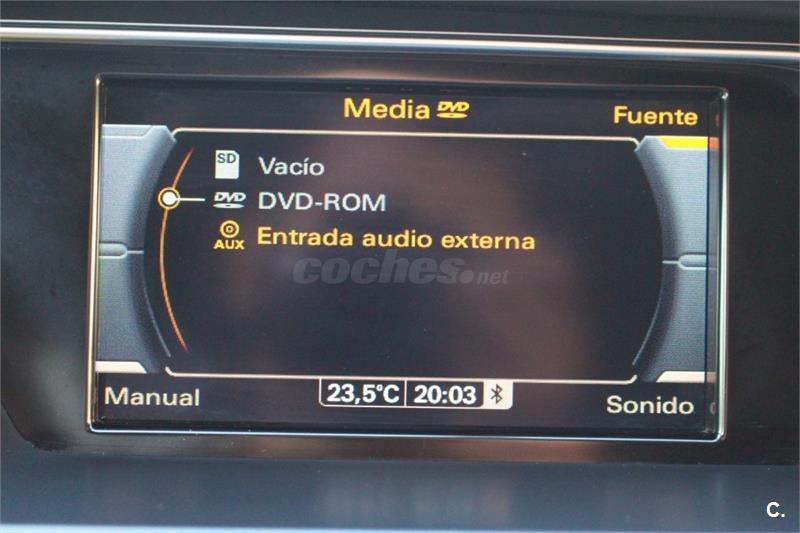 Media DVD
Fuente
SD Vacío
DVD DVD-ROM
AUX Entrada audio externa
coches.net
Manual
23,5°C 20:03
Sonido
C.